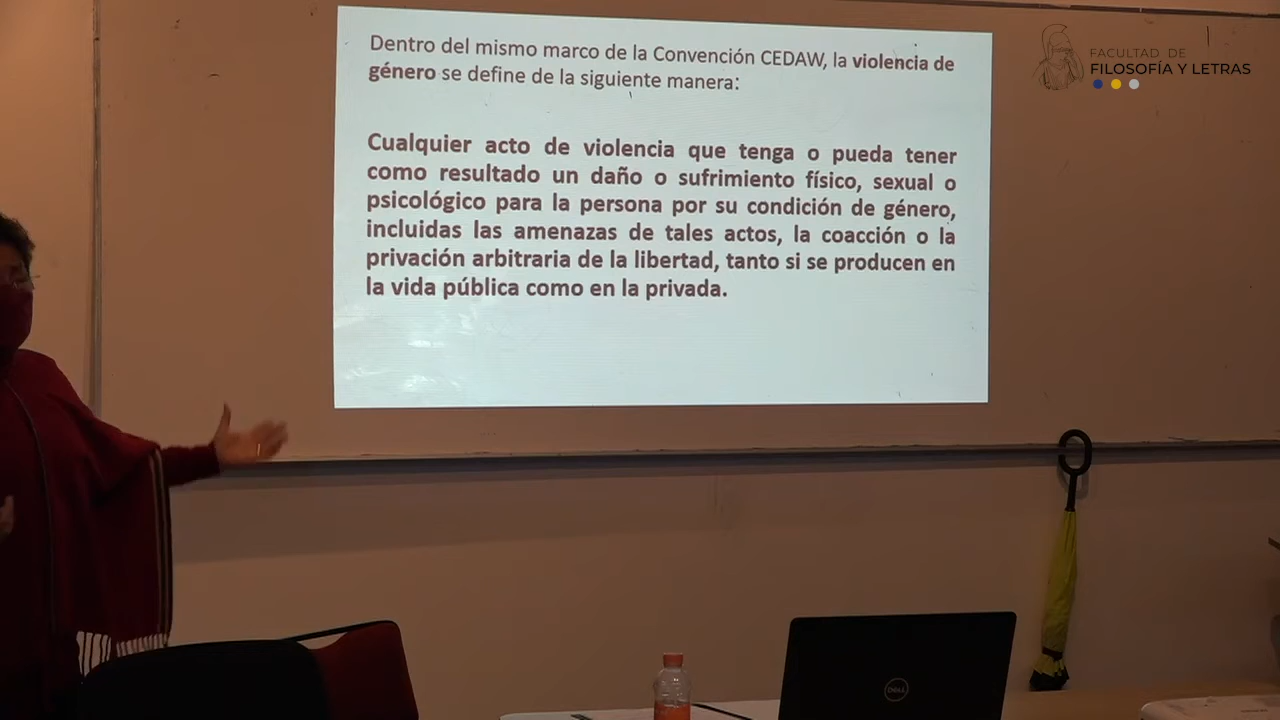 Dentro del mismo marco de la Convención CEDAW, la violencia de
género se define de la siguiente manera:
Cualquier acto de violencia que tenga o pueda tener
como resultado un daño o sufrimiento físico, sexual o
psicológico para la persona por su condición de género,
incluidas las amenazas de tales actos, la coacción o la
privación arbitraria de la libertad, tanto si se producen en
la vida pública como en la privada.
FACULTAD DE
FILOSOFÍA Y LETRAS
DELL